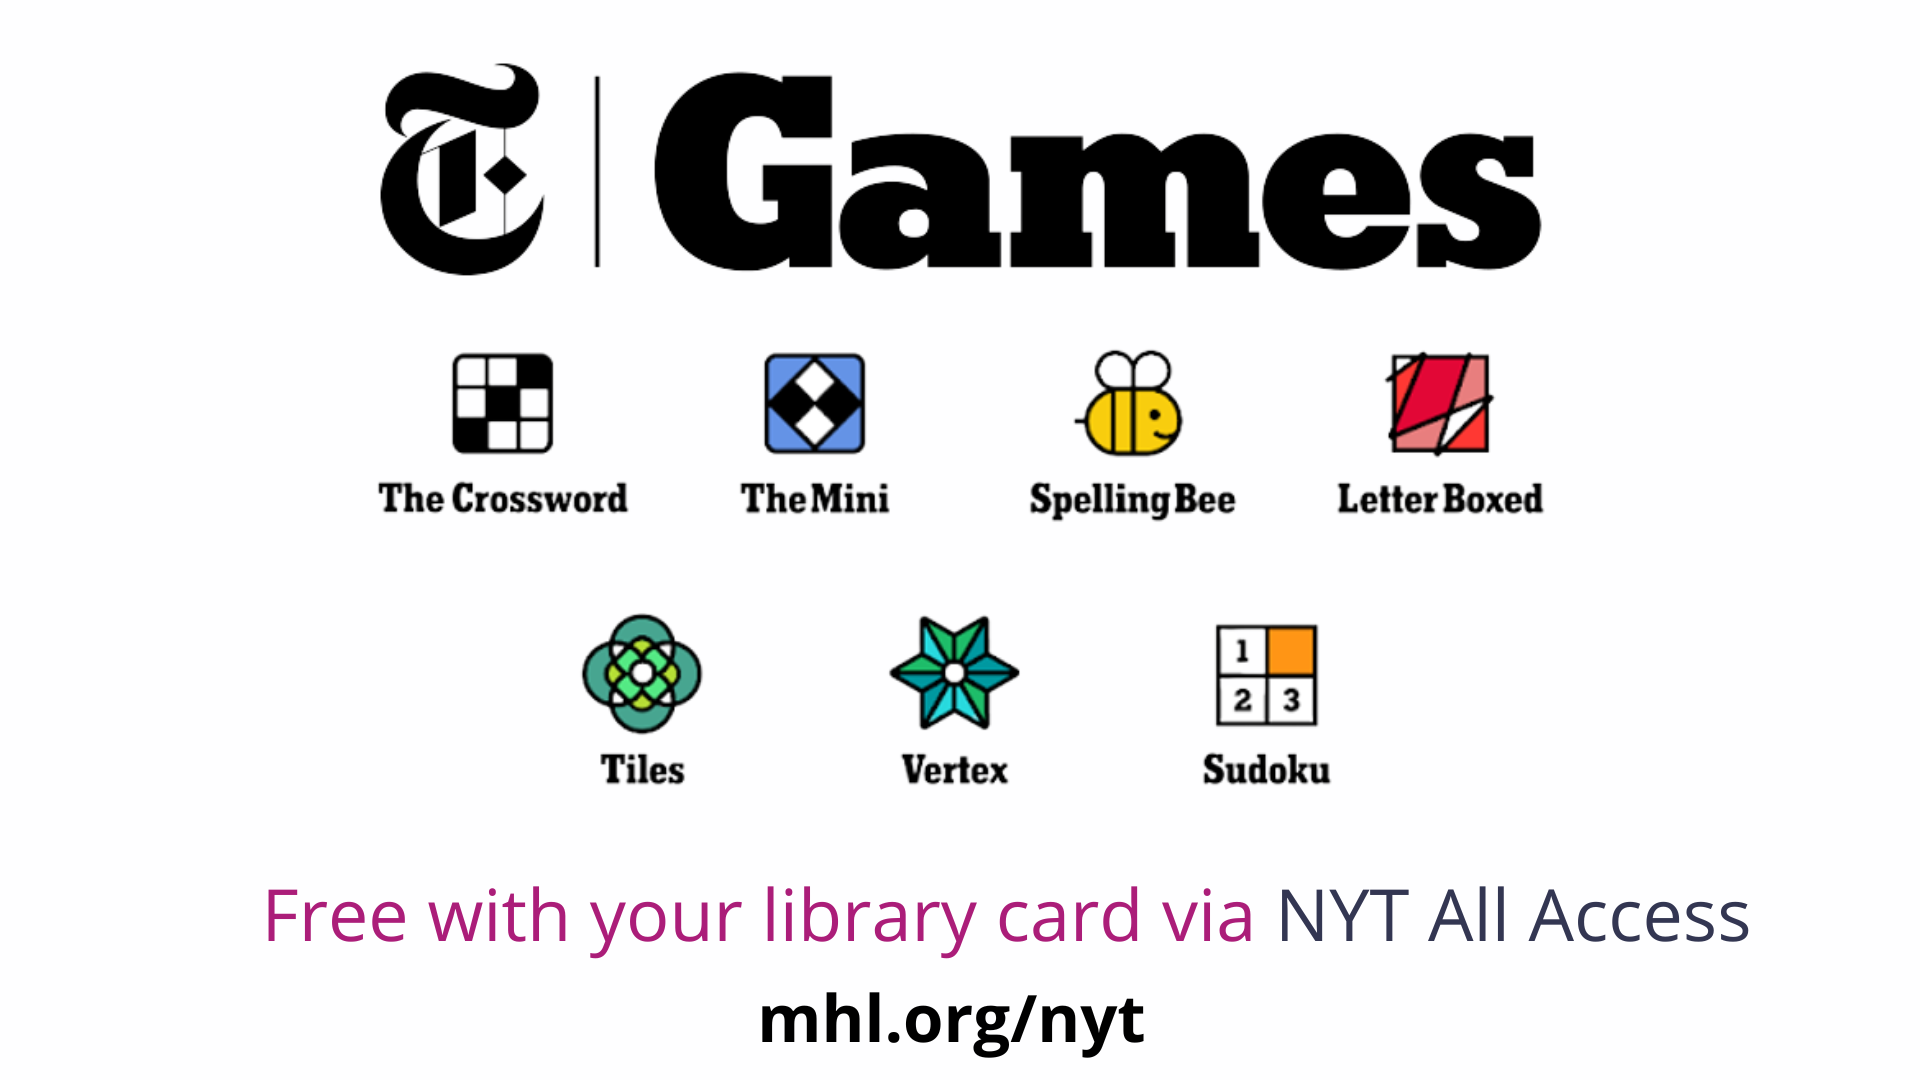 T | Games
The Crossword The Mini Spelling Bee Letter Boxed
1
2 3
Tiles Vertex Sudoku
Free with your library card via NYT All Access
mhl.org/nyt